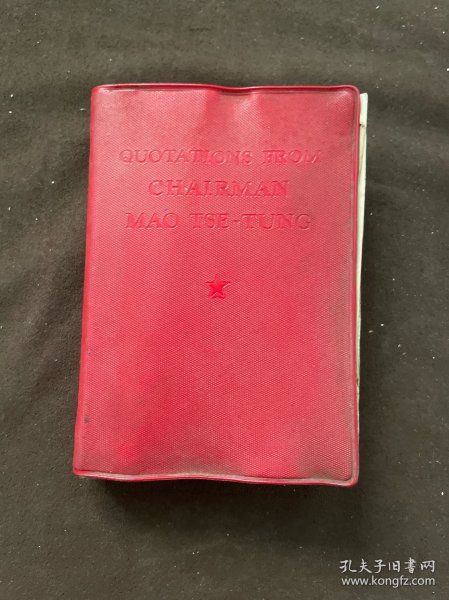 QUOTATIONS FROM
CHAIRMAN
MAO TSE-TUNG
孔夫子旧书网
www.kongfz.com